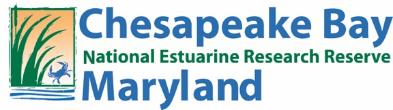 Chesapeake Bay
National Estuarine Research Reserve
Maryland